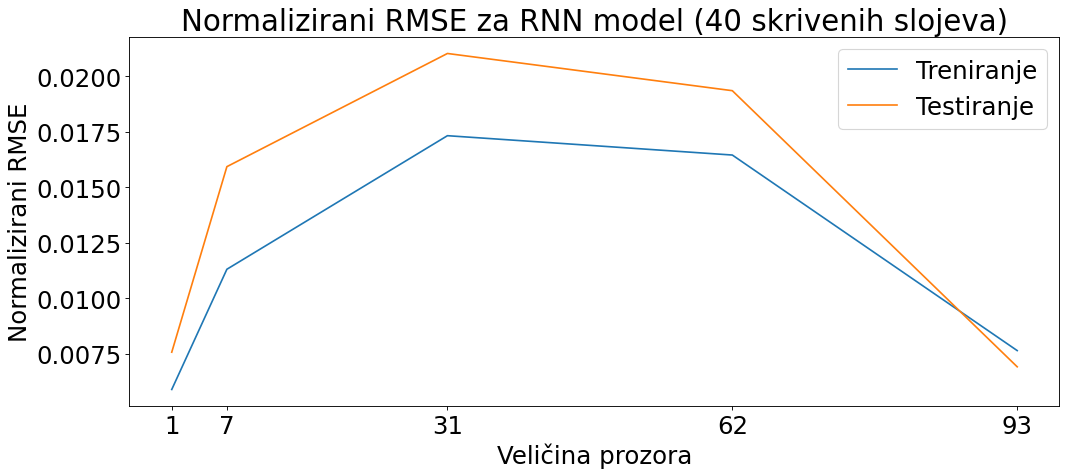 Normalizirani RMSE za RNN model (40 skrivenih slojeva)
Treniranje
Testiranje
Normalizirani RMSE
0.0200
0.0175
0.0150
0.0125
0.0100
0.0075
1 7 31 62 93
Veličina prozora